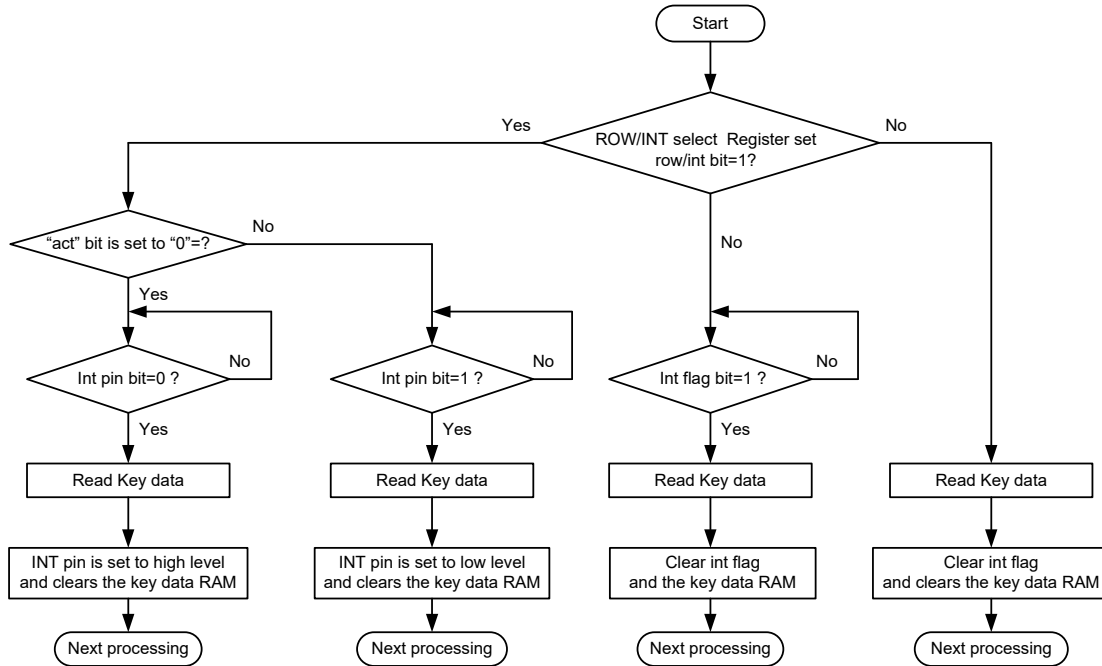 Start
ROW/INT select  Register set
row/int bit=1?
Yes
No
“act” bit is set to “0”=?
No
Yes
No
Int pin bit=0 ?
No
Yes
Int pin bit=1 ?
No
Yes
Int flag bit=1 ?
No
Yes
Read Key data
Read Key data
Read Key data
Read Key data
INT pin is set to high level
and clears the key data RAM
INT pin is set to low level
and clears the key data RAM
Clear int flag
and the key data RAM
Clear int flag
and clears the key data RAM
Next processing
Next processing
Next processing
Next processing